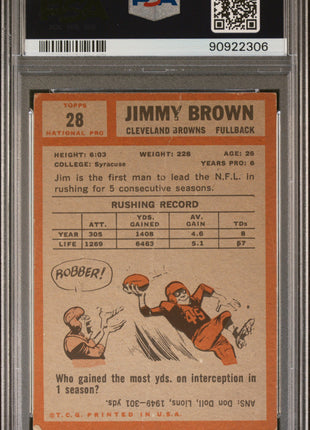 PSA
90922306
TOPPS
28
NATIONAL PRO
JIMMY BROWN
CLEVELAND BROWNS FULLBACK
HEIGHT: 6:03 WEIGHT: 228 AGE: 26
COLLEGE: Syracuse YEARS PRO: 6
Jim is the first man to lead the N.F.L. in
rushing for 5 consecutive seasons.
RUSHING RECORD
ATT. YDS. GAINED AV. GAIN TDs
YEAR 305 1408 4.6 8
LIFE 1269 6463 5.1 57
ROBBER!
49
Who gained the most yds. on interception in
1 season?
ANS: Don Doll, Lions, 1949-301 yds.
©T.C.G. PRINTED IN U.S.A.